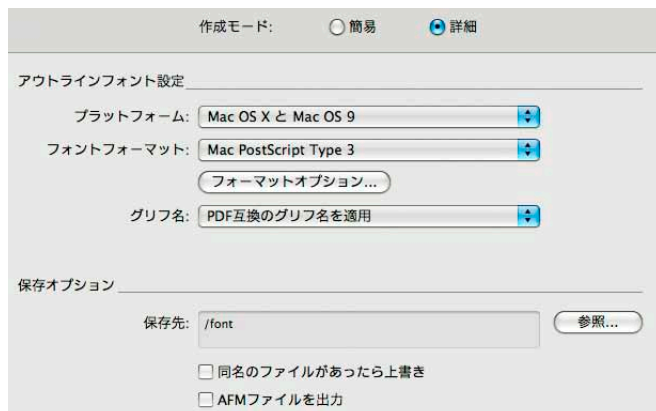 作成モード: 簡易 詳細
アウトラインフォント設定
プラットフォーム: Mac OS X と Mac OS 9
フォントフォーマット: Mac PostScript Type 3
フォーマットオプション...
グリフ名: PDF互換のグリフ名を適用
保存オプション
保存先: /font 参照...
同名のファイルがあったら上書き
AFMファイルを出力